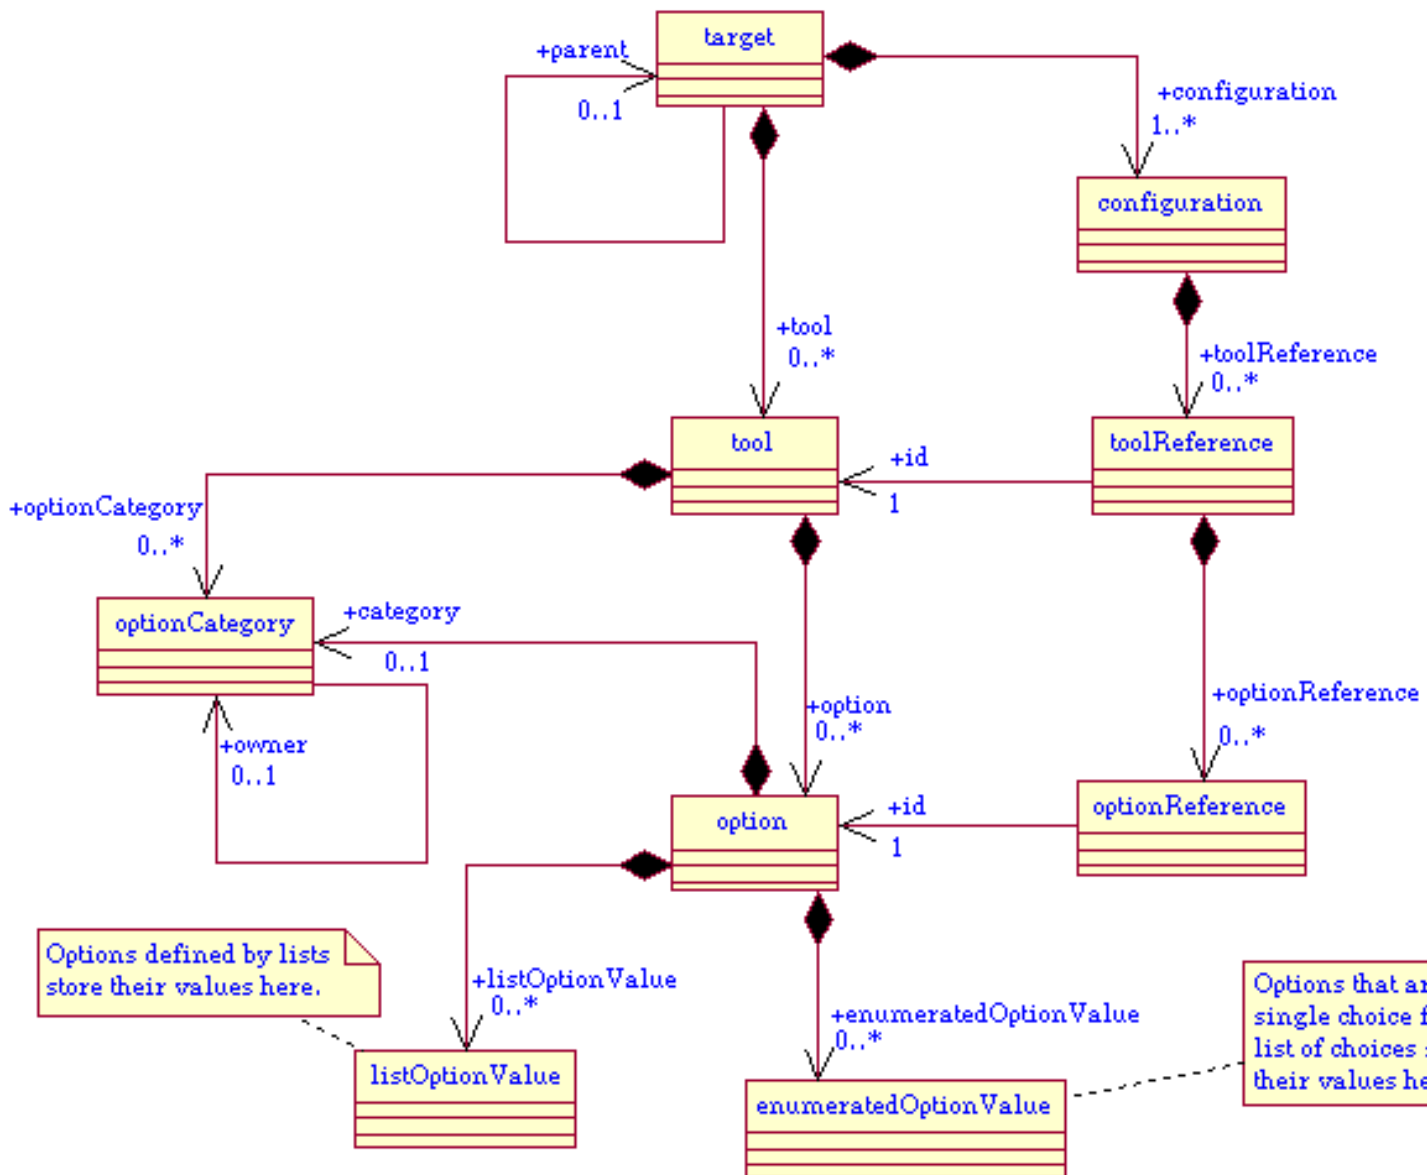 target
+parent
0..1
+configuration
1..*
configuration
+tool
0..*
+toolReference
0..*
tool
toolReference
+id
1
+optionCategory
0..*
optionCategory
+category
0..1
+owner
0..1
+option
0..*
+optionReference
0..*
option
optionReference
+id
1
Options defined by lists
store their values here.
+listOptionValue
0..*
listOptionValue
+enumeratedOptionValue
0..*
enumeratedOptionValue
Options that
single choice
list of choices
their values